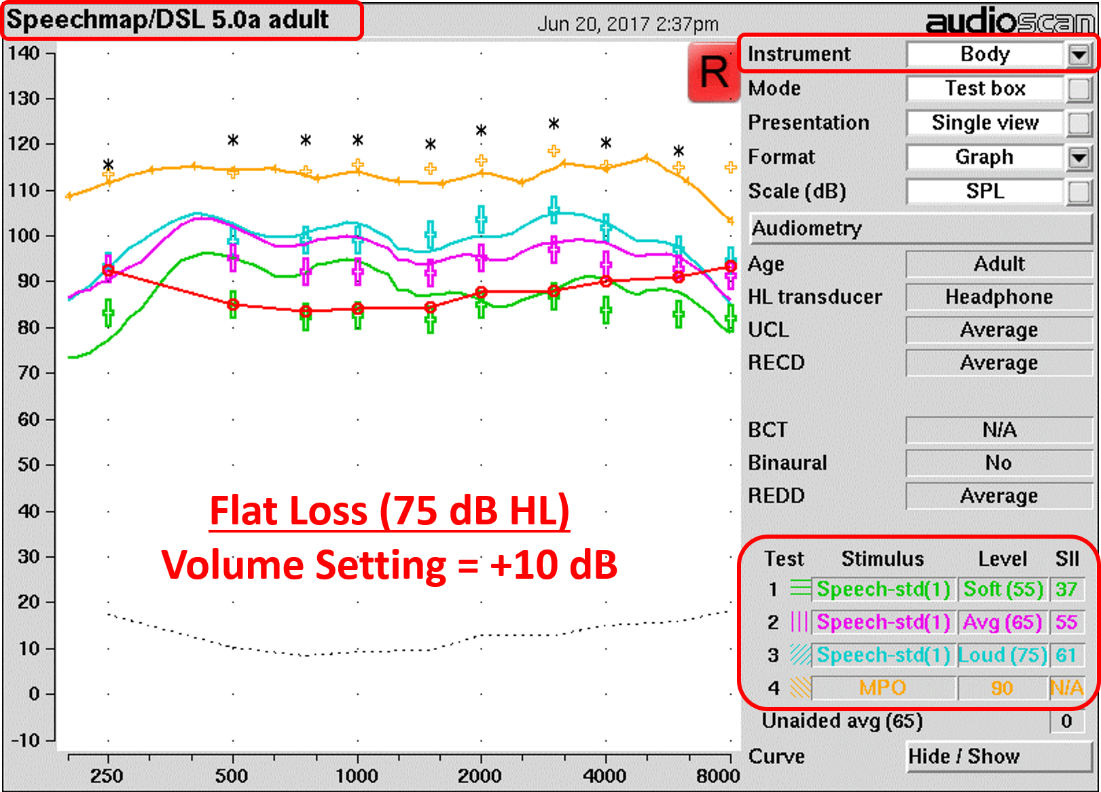 Speechmap/DSL 5.0a adult
Jun 20, 2017 2:37pm
audioscan
R
140
130
120
110
100
90
80
70
60
50
40
30
20
10
0
-10
250 500 1000 2000 4000 8000
Flat Loss (75 dB HL)
Volume Setting = +10 dB
Instrument Body
Mode Test box
Presentation Single view
Format Graph
Scale (dB) SPL
Audiometry
Age Adult
HL transducer Headphone
UCL Average
RECD Average
BCT N/A
Binaural No
REDD Average
Test Stimulus Level SII
1 Speech-std(1) Soft (55) 37
2 Speech-std(1) Avg (65) 55
3 Speech-std(1) Loud (75) 61
4 MPO 90 N/A
Unaided avg (65) 0
Curve Hide / Show